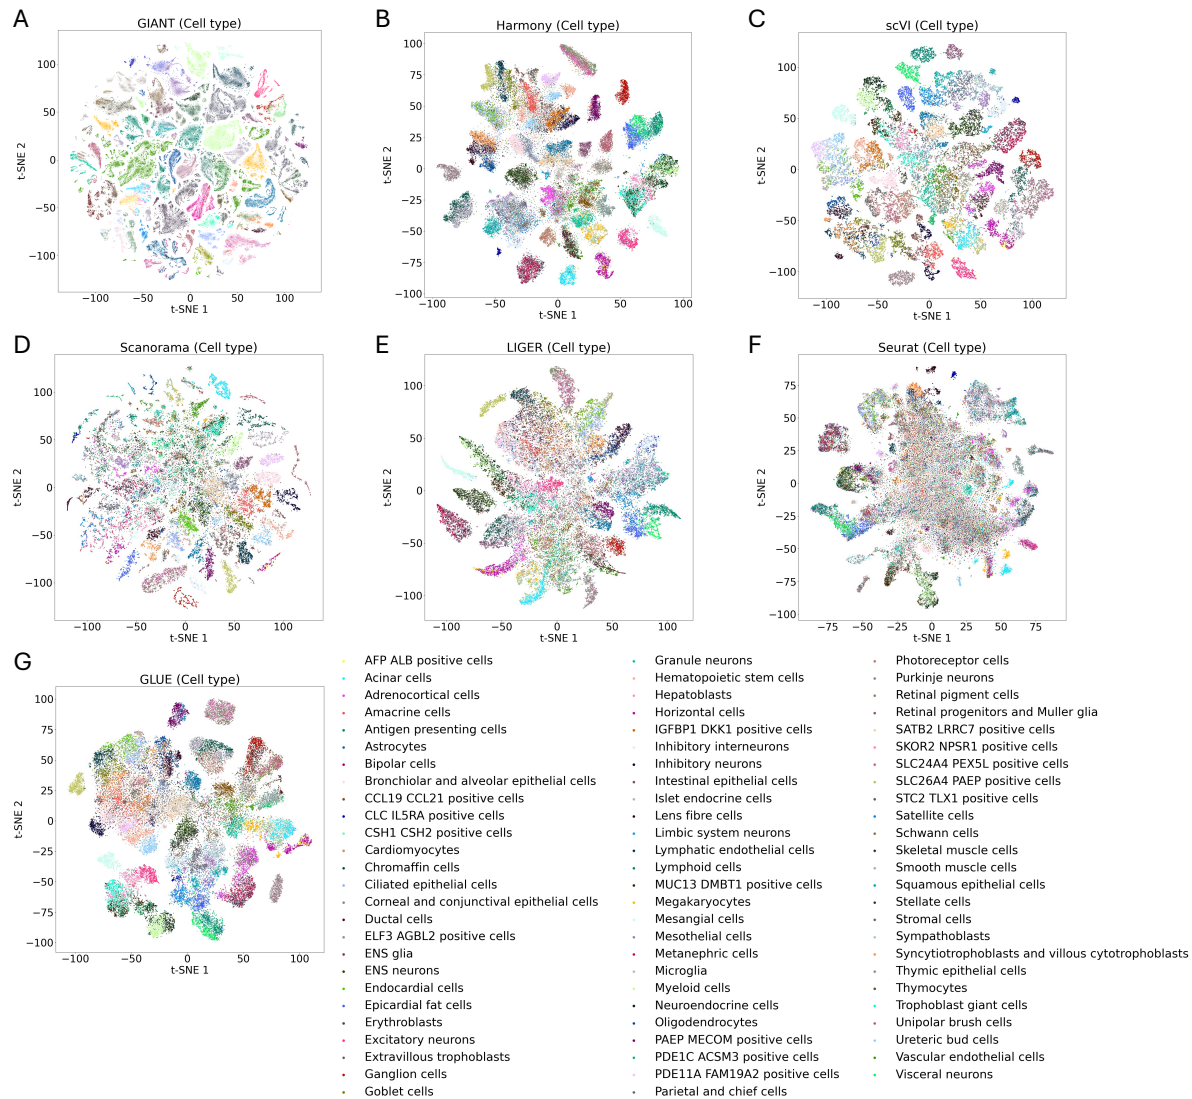 A
GIANT (Cell type)
t-SNE 2
100
50
0
−50
−100
−100
−50
0
50
100
t-SNE 1
B
Harmony (Cell type)
t-SNE 2
100
75
50
25
0
−25
−50
−75
−100
−100
−50
0
50
100
t-SNE 1
C
scVI (Cell type)
t-SNE 2
100
50
0
−50
−100
−100
−50
0
50
100
t-SNE 1
D
Scanorama (Cell type)
t-SNE 2
100
50
0
−50
−100
−100
−50
0
50
100
t-SNE 1
E
LIGER (Cell type)
t-SNE 2
100
50
0
−50
−100
−100
−50
0
50
100
t-SNE 1
F
Seurat (Cell type)
t-SNE 2
75
50
25
0
−25
−50
−75
−100
−75
−50
−25
0
25
50
75
t-SNE 1
G
GLUE (Cell type)
t-SNE 2
100
75
50
25
0
−25
−50
−75
−100
−100
−50
0
50
100
t-SNE 1
AFP ALB positive cells
Acinar cells
Adrenocortical cells
Amacrine cells
Antigen presenting cells
Astrocytes
Bipolar cells
Bronchiolar and alveolar epithelial cells
CCL19 CCL21 positive cells
CLC IL5RA positive cells
CSH1 CSH2 positive cells
Cardiomyocytes
Chromaffin cells
Ciliated epithelial cells
Corneal and conjunctival epithelial cells
Ductal cells
ELF3 AGBL2 positive cells
ENS glia
ENS neurons
Endocardial cells
Epicardial fat cells
Erythroblasts
Excitatory neurons
Extravillous trophoblasts
Ganglion cells
Goblet cells
Granule neurons
Hematopoietic stem cells
Hepatoblasts
Horizontal cells
IGFBP1 DKK1 positive cells
Inhibitory interneurons
Inhibitory neurons
Intestinal epithelial cells
Islet endocrine cells
Lens fibre cells
Limbic system neurons
Lymphatic endothelial cells
Lymphoid cells
MUC13 DMBT1 positive cells
Megakaryocytes
Mesangial cells
Mesothelial cells
Metanephric cells
Microglia
Myeloid cells
Neuroendocrine cells
Oligodendrocytes
PAEP MECOM positive cells
PDE1C ACSM3 positive cells
PDE11A FAM19A2 positive cells
Parietal and chief cells
Photoreceptor cells
Purkinje neurons
Retinal pigment cells
Retinal progenitors and Muller glia
SATB2 LRRC7 positive cells
SKOR2 NPSR1 positive cells
SLC24A4 PEX5L positive cells
SLC26A4 PAEP positive cells
STC2 TLX1 positive cells
Satellite cells
Schwann cells
Skeletal muscle cells
Smooth muscle cells
Squamous epithelial cells
Stellate cells
Stromal cells
Sympathoblasts
Syncytiotrophoblasts and villous cytotrophoblasts
Thymic epithelial cells
Thymocytes
Trophoblast giant cells
Unipolar brush cells
Ureteric bud cells
Vascular endothelial cells
Visceral neurons